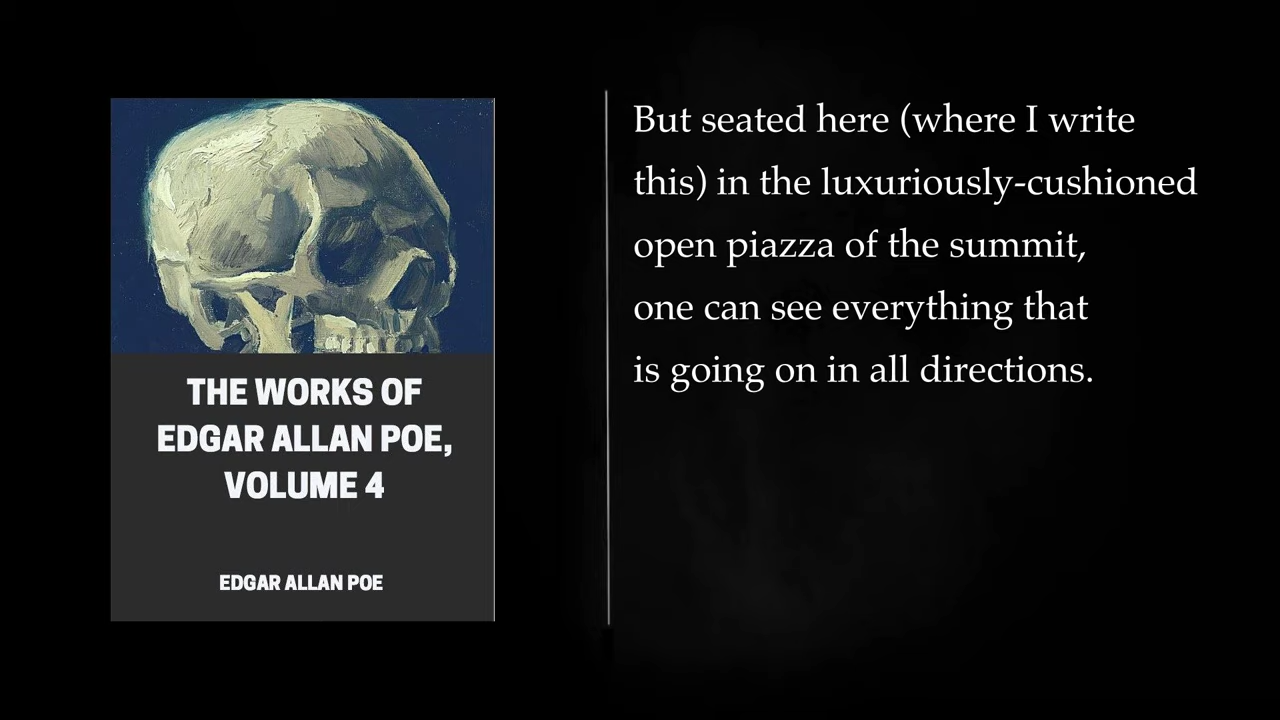 THE WORKS OF
EDGAR ALLAN POE,
VOLUME 4
EDGAR ALLAN POE
But seated here (where I write
this) in the luxuriously-cushioned
open piazza of the summit,
one can see everything that
is going on in all directions.